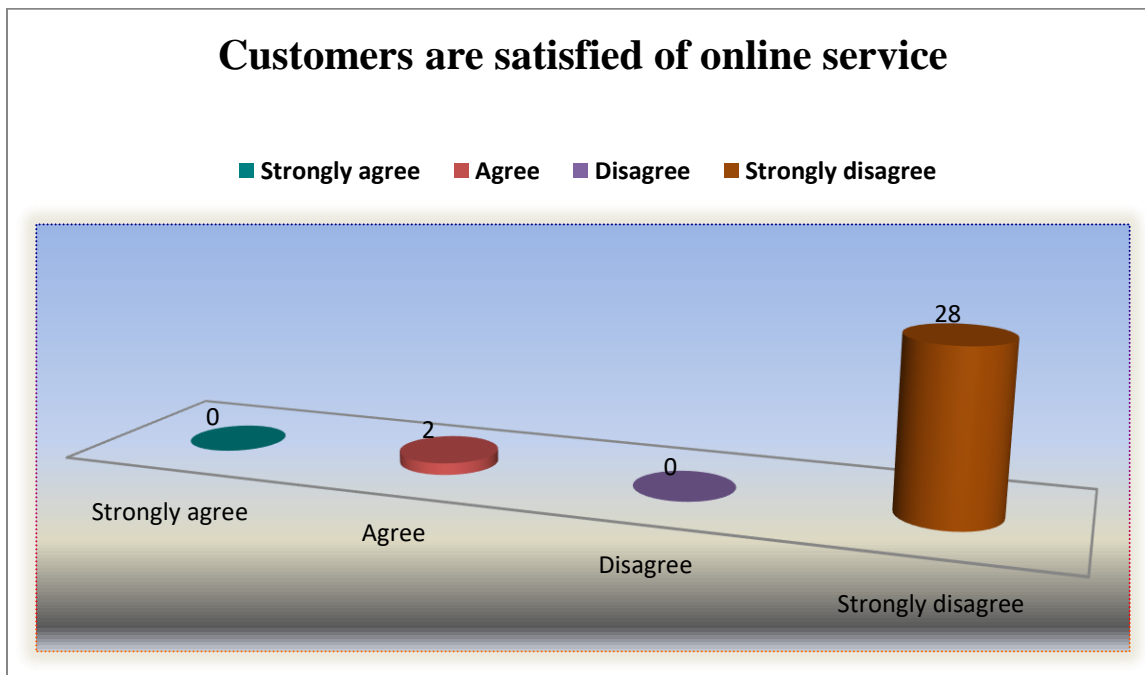 Customers are satisfied of online service
Strongly agree Agree Disagree Strongly disagree
28
0
2
0
Strongly agree
Agree
Disagree
Strongly disagree